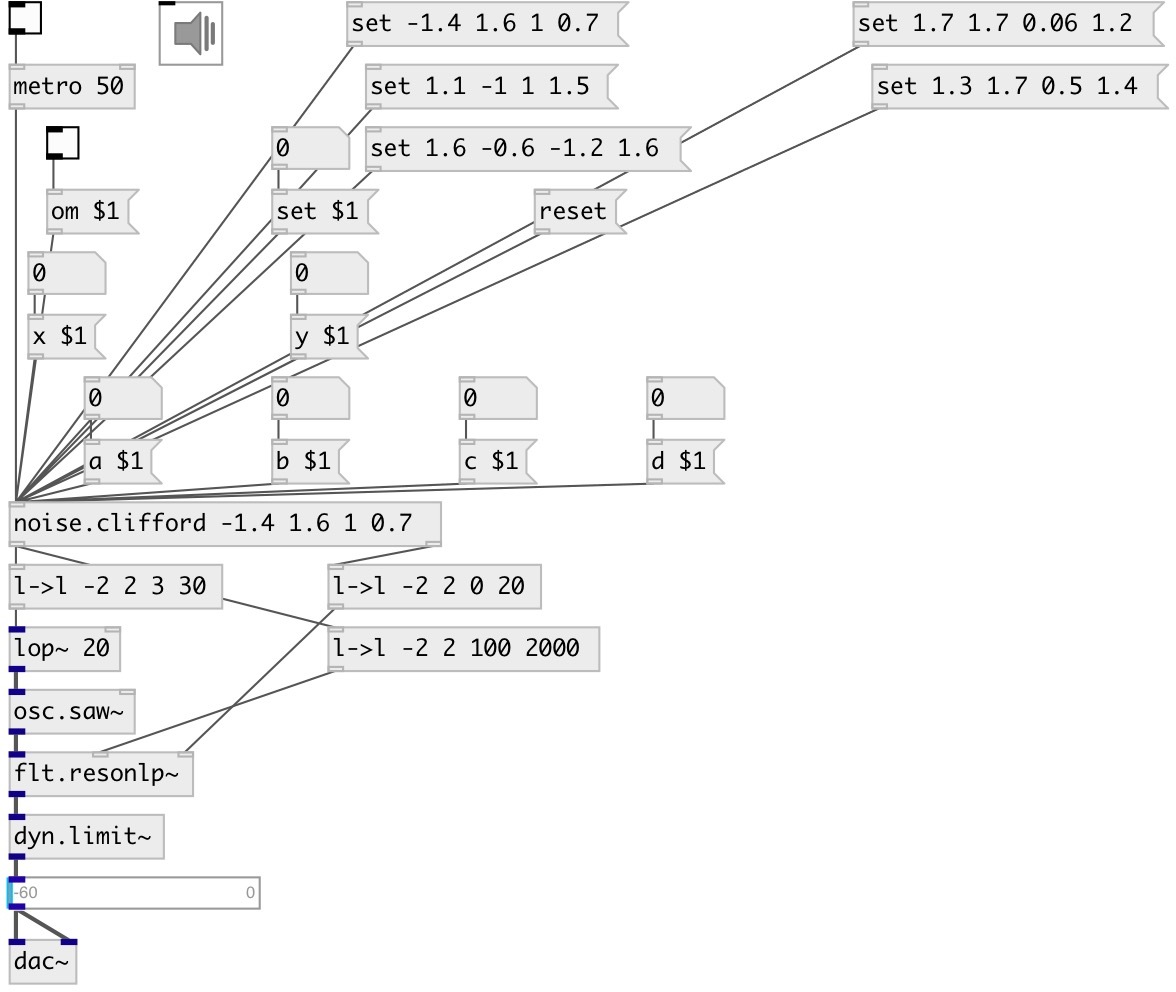 set -1.4 1.6 1 0.7
set 1.7 1.7 0.06 1.2
metro 50
set 1.1 -1 1 1.5
set 1.3 1.7 0.5 1.4
0
set 1.6 -0.6 -1.2 1.6
om $1
set $1
reset
0
0
x $1
y $1
0
0
0
0
a $1
b $1
c $1
d $1
noise.clifford -1.4 1.6 1 0.7
l->l -2 2 3 30
l->l -2 2 0 20
lop~ 20
l->l -2 2 100 2000
osc.saw~
flt.resonlp~
dyn.limit~
-60
0
dac~